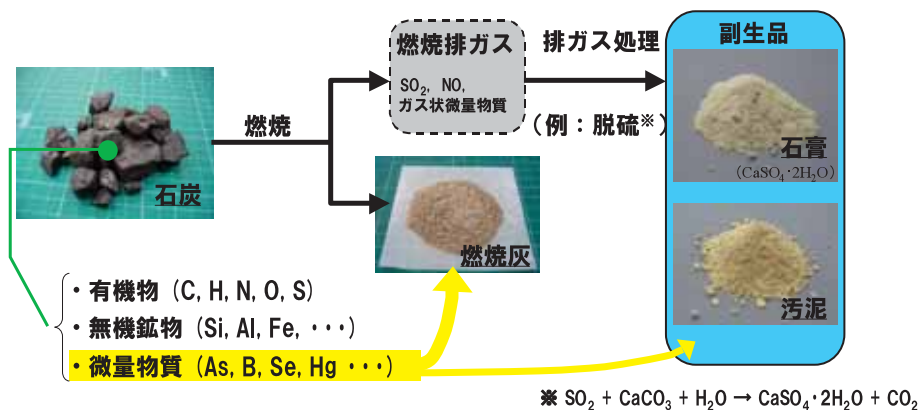 燃焼排ガス
SO₂, NO,
ガス状微量物質
排ガス処理
(例：脱硫※)
副生品
石膏
(CaSO₄·2H₂O)
汚泥
燃焼
石炭
燃焼灰
・有機物 (C, H, N, O, S)
・無機鉱物 (Si, Al, Fe, ･･･)
・微量物質 (As, B, Se, Hg ･･･)
※ SO₂ + CaCO₃ + H₂O → CaSO₄·2H₂O + CO₂